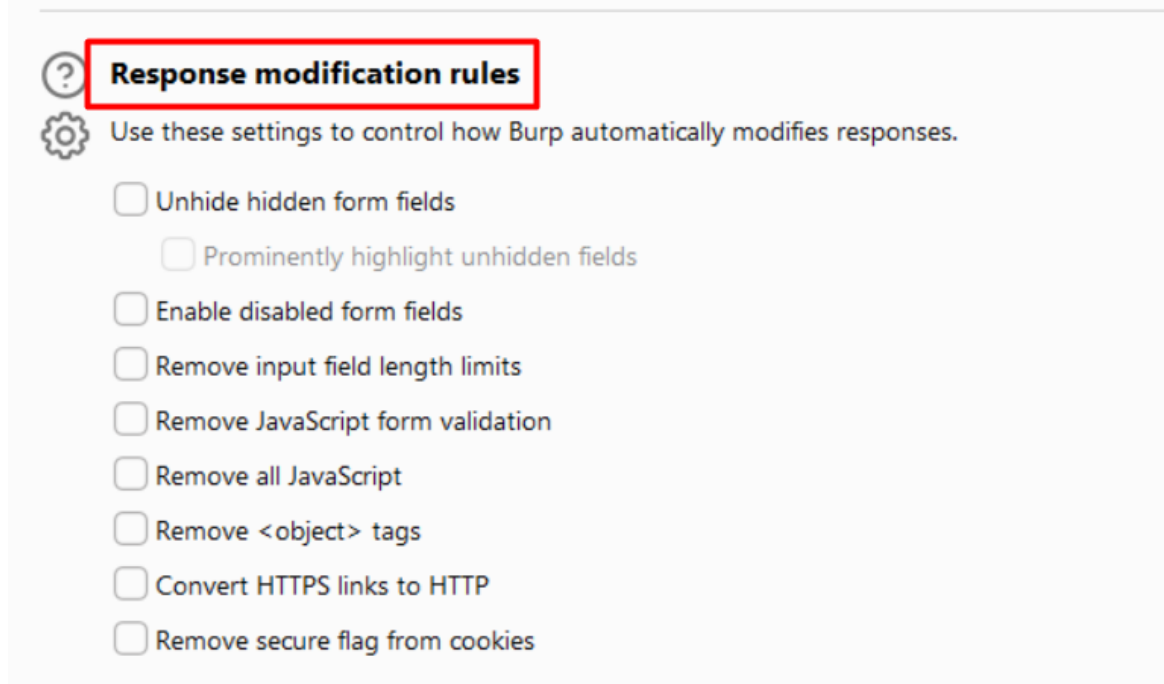 Response modification rules
Use these settings to control how Burp automatically modifies responses.
Unhide hidden form fields
Prominently highlight unhidden fields
Enable disabled form fields
Remove input field length limits
Remove JavaScript form validation
Remove all JavaScript
Remove <object> tags
Convert HTTPS links to HTTP
Remove secure flag from cookies